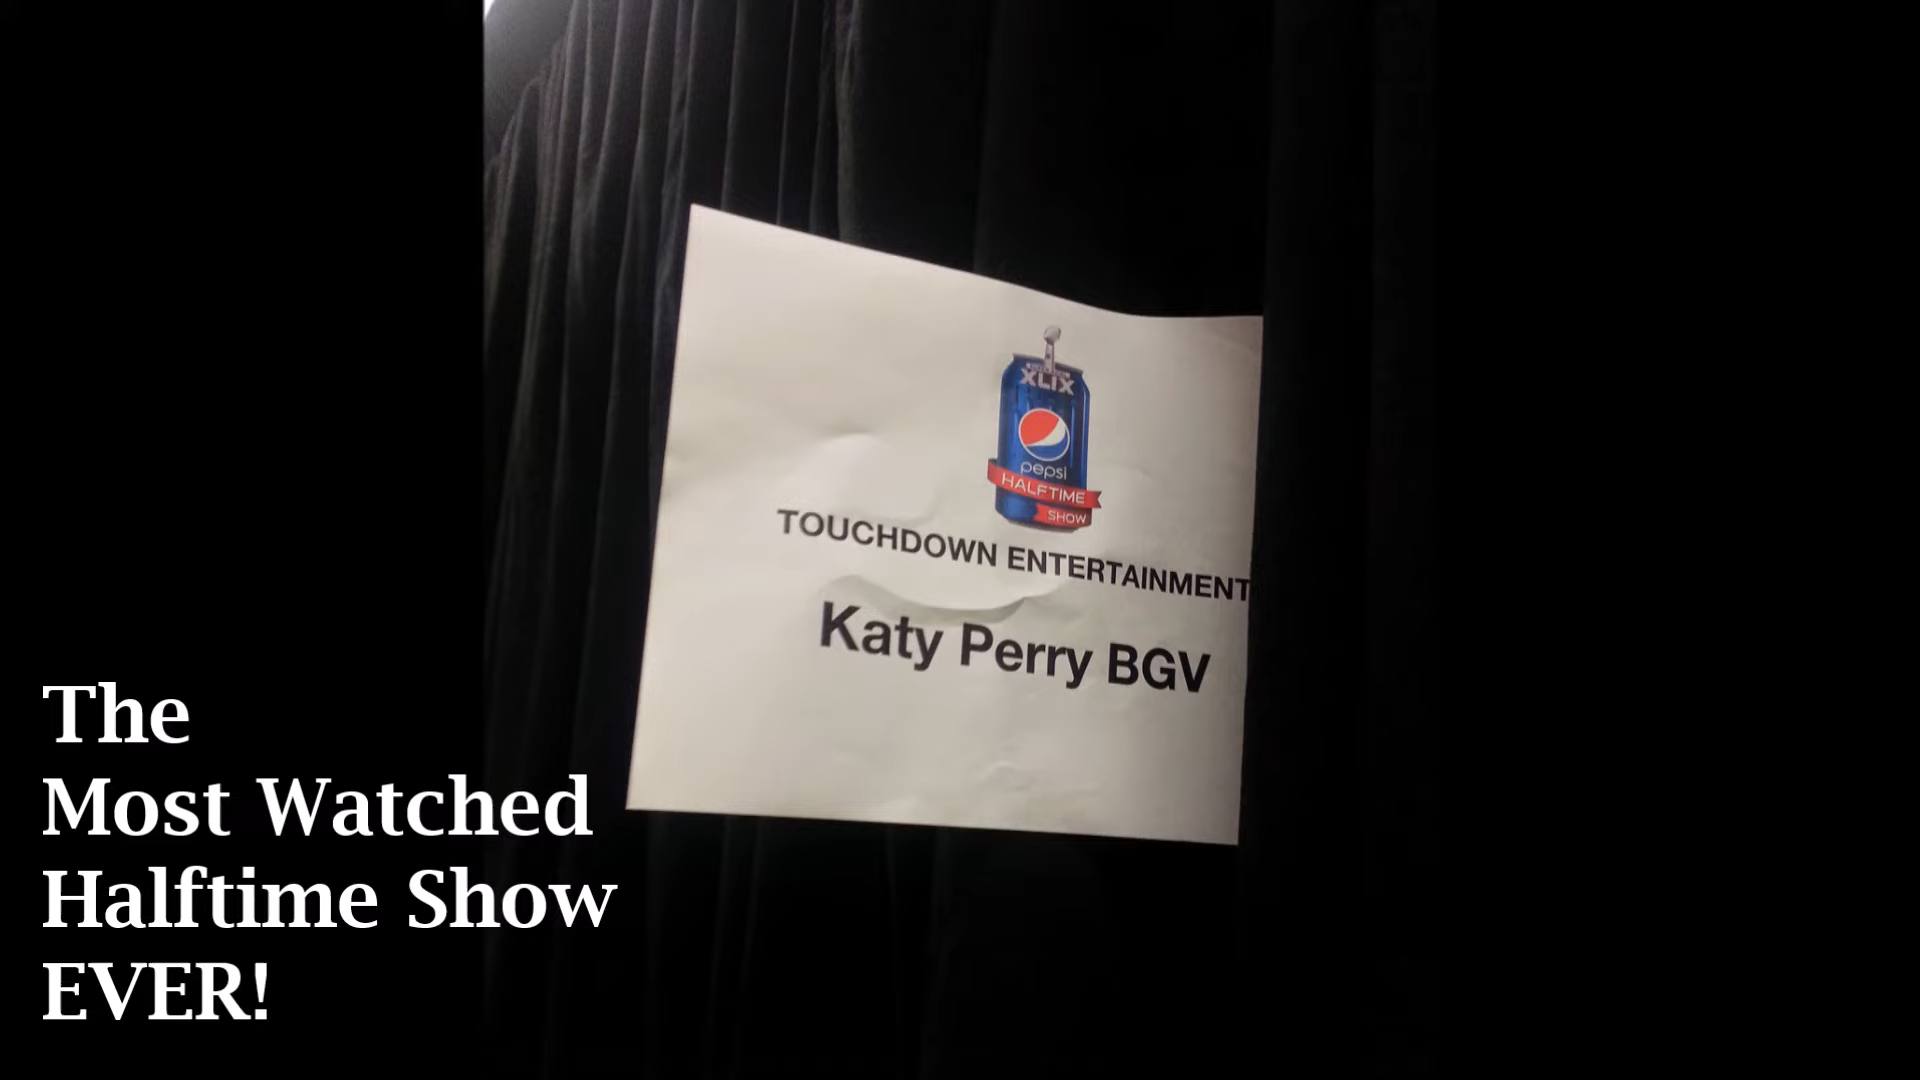 XLIX
pepsi
HALFTIME
SHOW
TOUCHDOWN ENTERTAINMENT
Katy Perry BGV
The
Most Watched
Halftime Show
EVER!